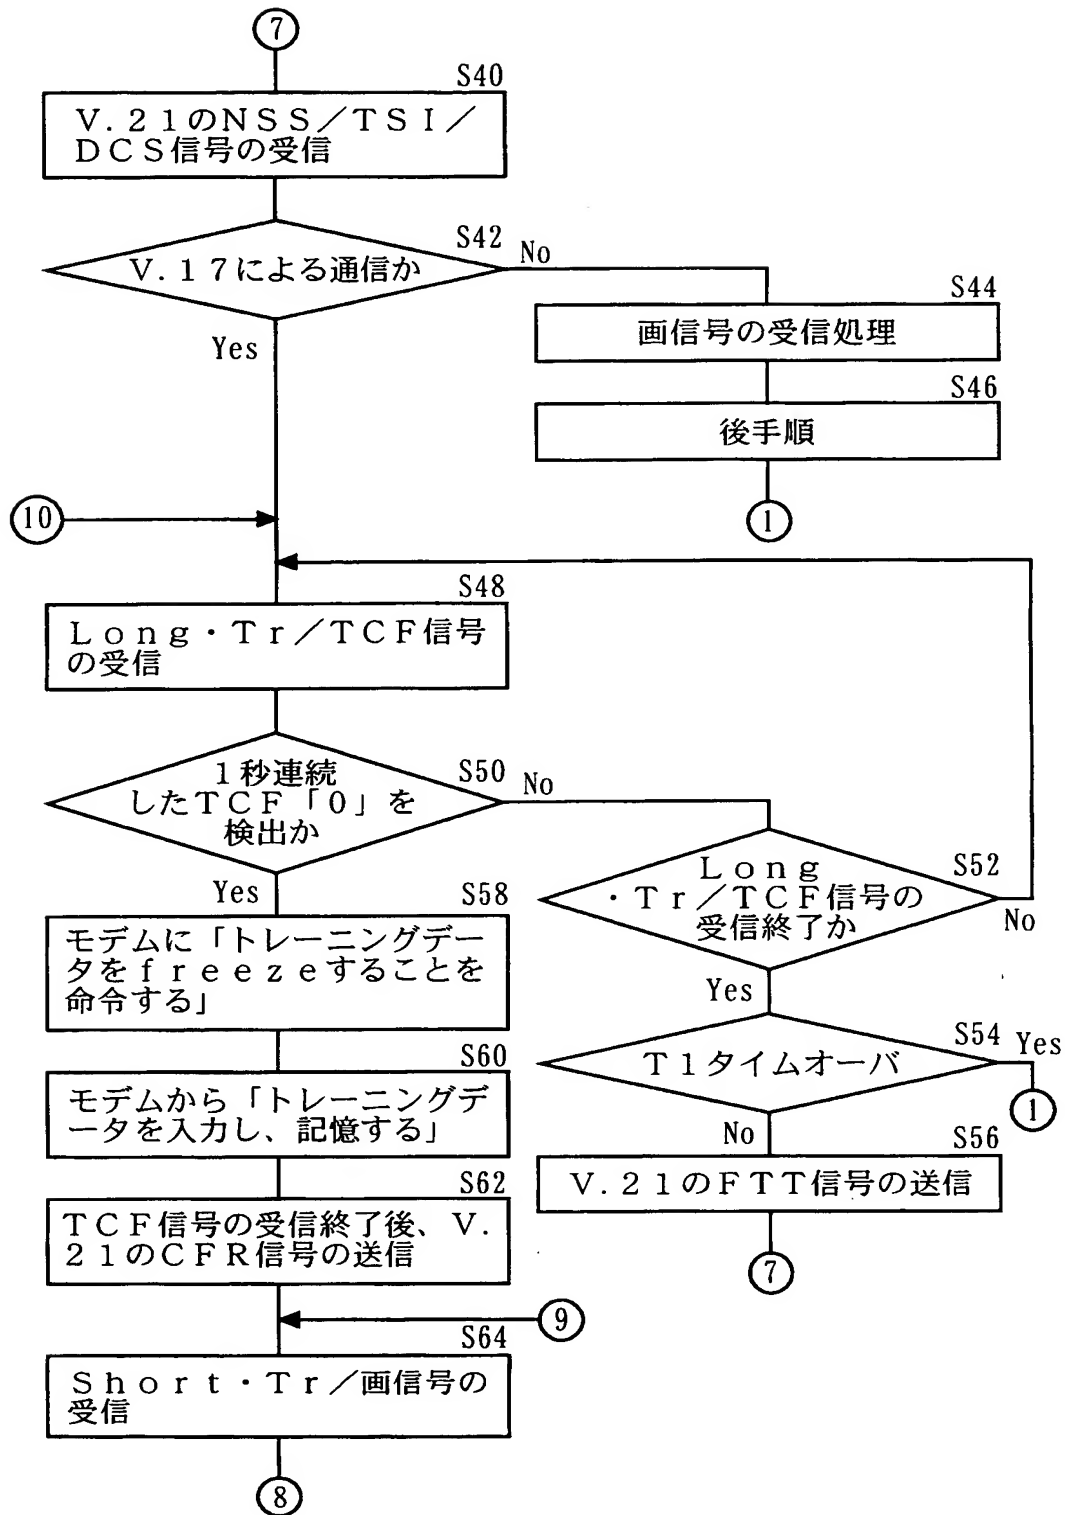 7
S40
V.21のNSS/TSI/
DCS信号の受信
S42
No
V.17による通信か
Yes
S44
画信号の受信処理
S46
後手順
1
10
S48
Long・Tr/TCF信号
の受信
S50
No
1秒連続
したTCF「0」を
検出か
Yes
S52
No
Long
・Tr/TCF信号の
受信終了か
Yes
S58
モデムに「トレーニングデー
タをfreezeすることを
命令する」
S54
Yes
T1タイムオーバ
1
No
S60
モデムから「トレーニングデ
ータを入力し、記憶する」
S56
V.21のFTT信号の送信
7
S62
TCF信号の受信終了後、V.
21のCFR信号の送信
9
S64
Short・Tr/画信号の
受信
8